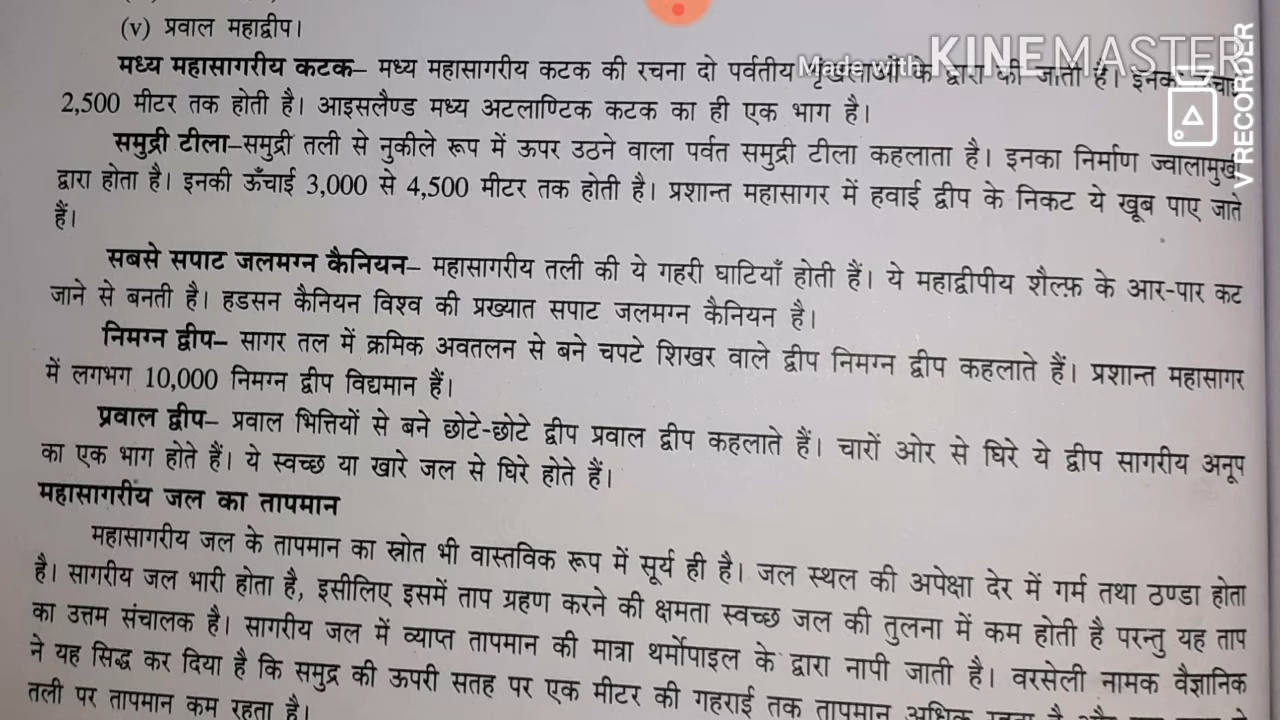 (v) प्रवाल महाद्वीप।
Made with KINEMASTER
मध्य महासागरीय कटक– मध्य महासागरीय कटक की रचना दो पर्वतीय शृंखलाओं के द्वारा की जाती है। इनकी ऊँचाई
2,500 मीटर तक होती है। आइसलैण्ड मध्य अटलाण्टिक कटक का ही एक भाग है।
V RECORDER
समुद्री टीला–समुद्री तली से नुकीले रूप में ऊपर उठने वाला पर्वत समुद्री टीला कहलाता है। इनका निर्माण ज्वालामुखी
द्वारा होता है। इनकी ऊँचाई 3,000 से 4,500 मीटर तक होती है। प्रशान्त महासागर में हवाई द्वीप के निकट ये खूब पाए जाते
हैं।
सबसे सपाट जलमग्न कैनियन– महासागरीय तली की ये गहरी घाटियाँ होती हैं। ये महाद्वीपीय शैल्फ़ के आर-पार कट
जाने से बनती है। हडसन कैनियन विश्व की प्रख्यात सपाट जलमग्न कैनियन है।
निमग्न द्वीप– सागर तल में क्रमिक अवतलन से बने चपटे शिखर वाले द्वीप निमग्न द्वीप कहलाते हैं। प्रशान्त महासागर
में लगभग 10,000 निमग्न द्वीप विद्यमान हैं।
प्रवाल द्वीप– प्रवाल भित्तियों से बने छोटे-छोटे द्वीप प्रवाल द्वीप कहलाते हैं। चारों ओर से घिरे ये द्वीप सागरीय अनूप
का एक भाग होते हैं। ये स्वच्छ या खारे जल से घिरे होते हैं।
महासागरीय जल का तापमान
महासागरीय जल के तापमान का स्रोत भी वास्तविक रूप में सूर्य ही है। जल स्थल की अपेक्षा देर में गर्म तथा ठण्डा होता
है। सागरीय जल भारी होता है, इसीलिए इसमें ताप ग्रहण करने की क्षमता स्वच्छ जल की तुलना में कम होती है परन्तु यह ताप
का उत्तम संचालक है। सागरीय जल में व्याप्त तापमान की मात्रा थर्मोपाइल के द्वारा नापी जाती है। वरसेली नामक वैज्ञानिक
ने यह सिद्ध कर दिया है कि समुद्र की ऊपरी सतह पर एक मीटर की गहराई तक तापमान अधिक रहता है
तली पर तापमान कम रहता है।